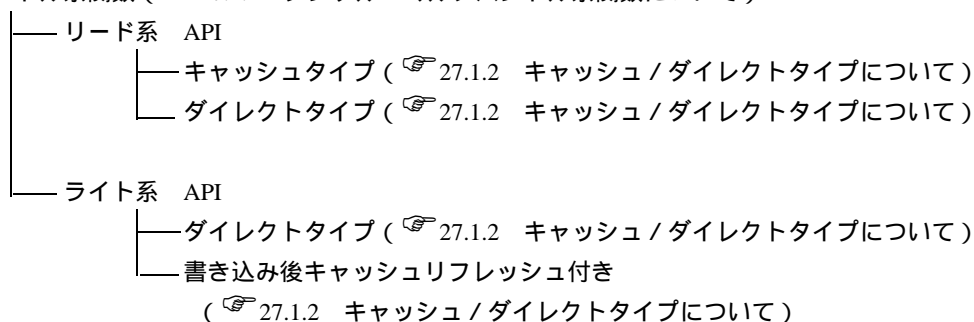 リード系 API
キャッシュタイプ ( ☞ 27.1.2 キャッシュ / ダイレクトタイプについて )
ダイレクトタイプ ( ☞ 27.1.2 キャッシュ / ダイレクトタイプについて )
ライト系 API
ダイレクトタイプ ( ☞ 27.1.2 キャッシュ / ダイレクトタイプについて )
書き込み後キャッシュリフレッシュ付き
( ☞ 27.1.2 キャッシュ / ダイレクトタイプについて )